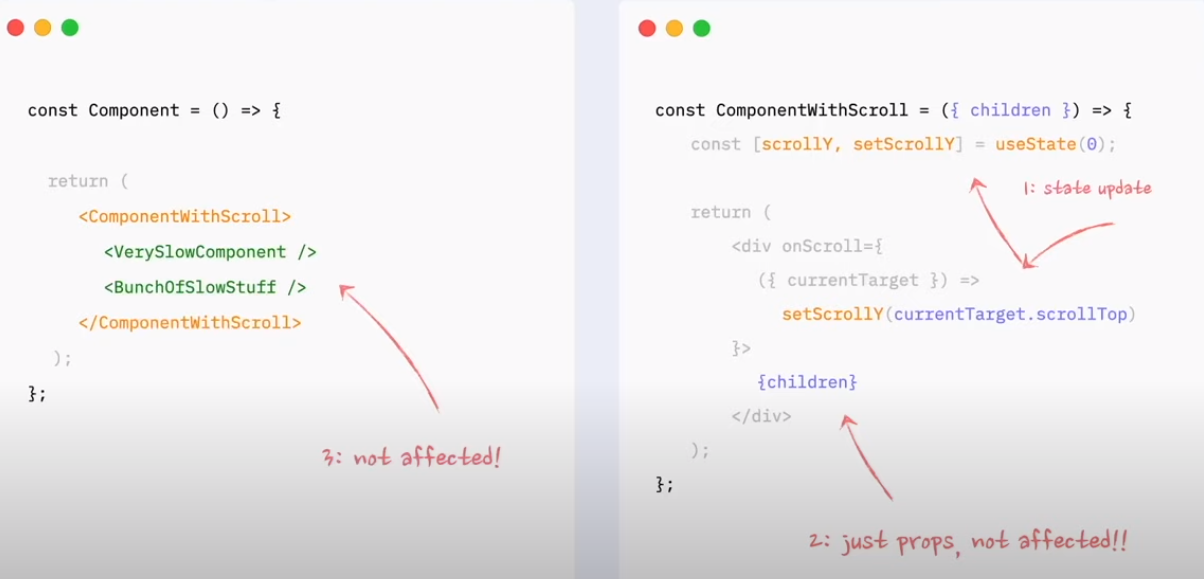 const Component = () => {
return (
<ComponentWithScroll>
<VerySlowComponent />
<BunchOfSlowStuff />
</ComponentWithScroll>
);
};
3: not affected!
const ComponentWithScroll = ({ children }) => {
const [scrollY, setScrollY] = useState(0);
1: state update
return (
<div onScroll={
({ currentTarget }) =>
setScrollY(currentTarget.scrollTop)
}>
{children}
</div>
);
};
2: just props, not affected!!